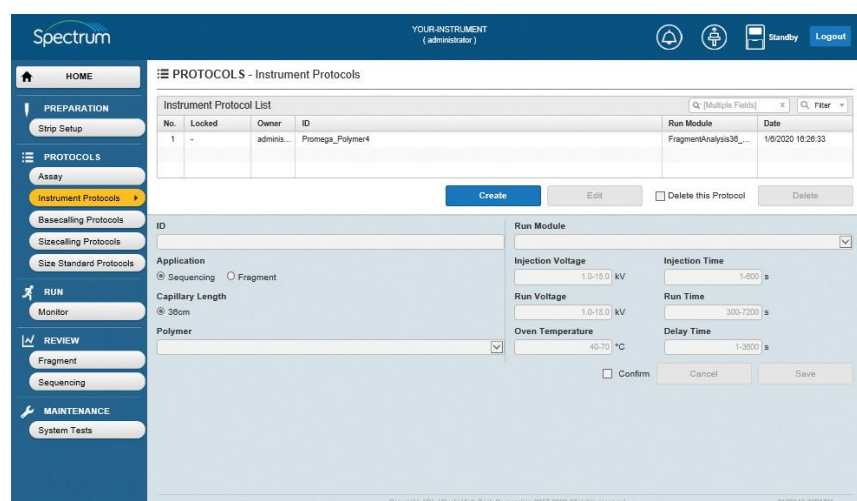 Spectrum
YOUR-INSTRUMENT
( administrator )
Standby
Logout
HOME
PROTOCOLS - Instrument Protocols
PREPARATION
Strip Setup
PROTOCOLS
Assay
Instrument Protocols
Basecalling Protocols
Sizecalling Protocols
Size Standard Protocols
RUN
Monitor
REVIEW
Fragment
Sequencing
MAINTENANCE
System Tests
Instrument Protocol List
[Multiple Fields] x
Filter
No. Locked Owner ID Run Module Date
1 - adminis... Promega_Polymer4 FragmentAnalysis36_... 1/6/2020 16:26:33
Create Edit Delete this Protocol Delete
ID
Application
Sequencing Fragment
Capillary Length
36cm
Polymer
Run Module
Injection Voltage Injection Time
1.0-15.0 kV 1-600 s
Run Voltage Run Time
1.0-18.0 kV 300-7200 s
Oven Temperature Delay Time
40-70 °C 1-3600 s
Confirm Cancel Save